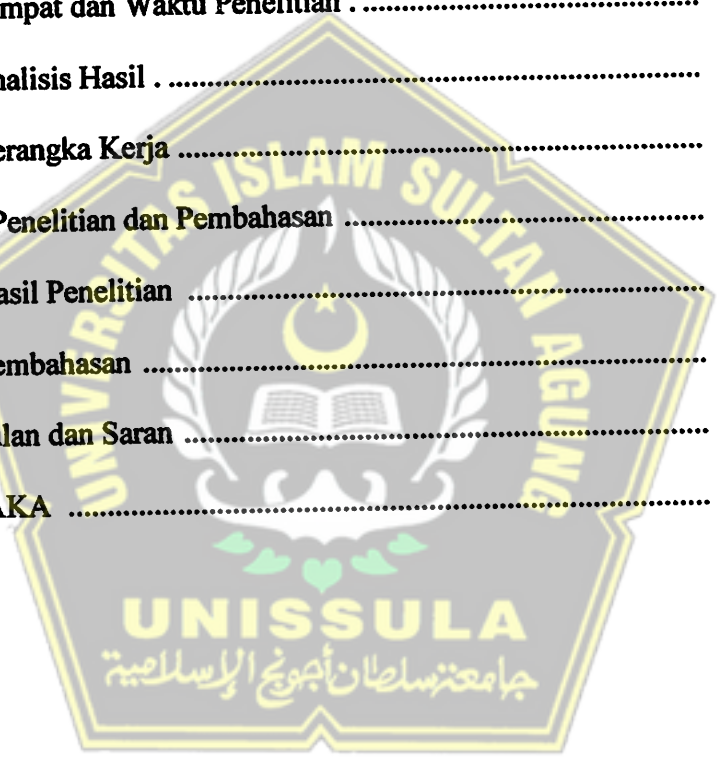 mpat dan Waktu Penelitian . ..........................................................
nalisis Hasil . ..........................................................................................
erangka Kerja .........................................................................................
Penelitian dan Pembahasan ............................................................
asil Penelitian ........................................................................................
embahasan ...............................................................................................
lan dan Saran ........................................................................................
AKA ...........................................................................................................
UNIVERSITAS ISLAM SULTAN AGUNG
UNISSULA
جامعة سلطان أجونج الإسلامية